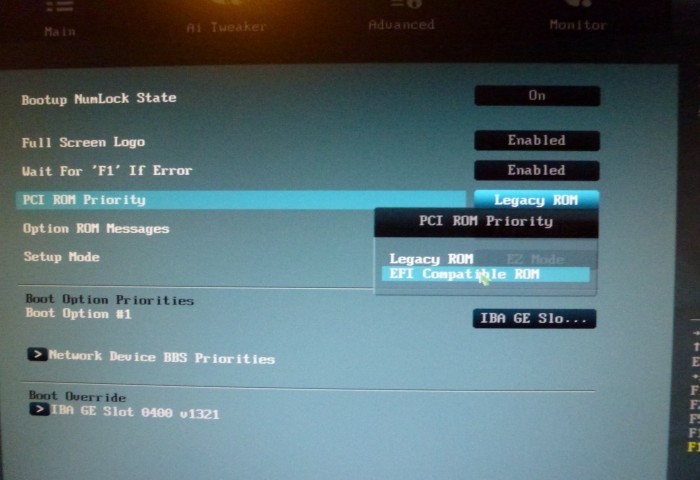 Main Ai Tweaker Advanced Monitor
Bootup NumLock State On
Full Screen Logo Enabled
Wait For 'F1' If Error Enabled
PCI ROM Priority Legacy ROM
PCI ROM Priority
Option ROM Messages
Legacy ROM
Setup Mode EZ Mode
EFI Compatible ROM
Boot Option Priorities
Boot Option #1 IBA GE Slo...
> Network Device BBS Priorities
Boot Override
> IBA GE Slot 0400 v1321